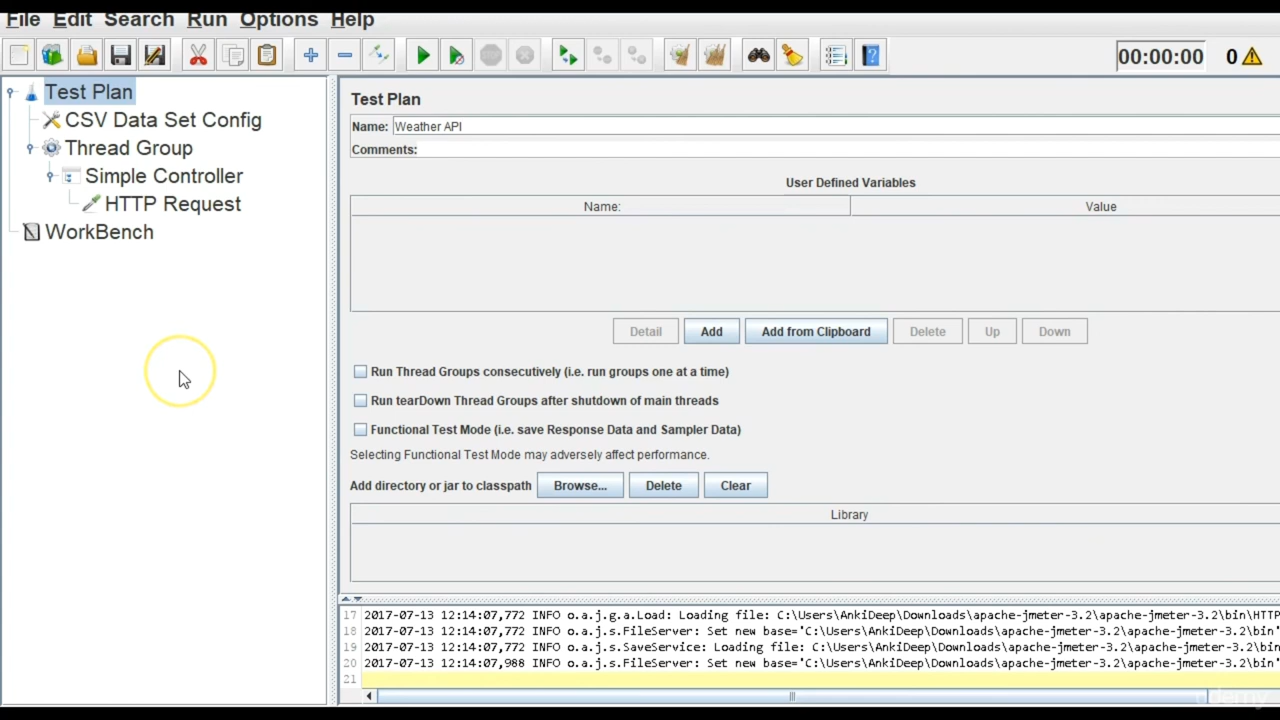 File Edit Search Run Options Help
00:00:00 0
Test Plan
CSV Data Set Config
Thread Group
Simple Controller
HTTP Request
WorkBench
Test Plan
Name: Weather API
Comments:
User Defined Variables
Name: Value
Detail Add Add from Clipboard Delete Up Down
Run Thread Groups consecutively (i.e. run groups one at a time)
Run tearDown Thread Groups after shutdown of main threads
Functional Test Mode (i.e. save Response Data and Sampler Data)
Selecting Functional Test Mode may adversely affect performance.
Add directory or jar to classpath Browse... Delete Clear
Library
17 2017-07-13 12:14:07,772 INFO o.a.j.g.a.Load: Loading file: C:\Users\AnkiDeep\Downloads\apache-jmeter-3.2\apache-jmeter-3.2\bin\HTTP
18 2017-07-13 12:14:07,772 INFO o.a.j.s.FileServer: Set new base='C:\Users\AnkiDeep\Downloads\apache-jmeter-3.2\apache-jmeter-3.2\bin'
19 2017-07-13 12:14:07,772 INFO o.a.j.s.SaveService: Loading file: C:\Users\AnkiDeep\Downloads\apache-jmeter-3.2\apache-jmeter-3.2\bin
20 2017-07-13 12:14:07,988 INFO o.a.j.s.FileServer: Set new base='C:\Users\AnkiDeep\Downloads\apache-jmeter-3.2\apache-jmeter-3.2\bin'
21
udemy